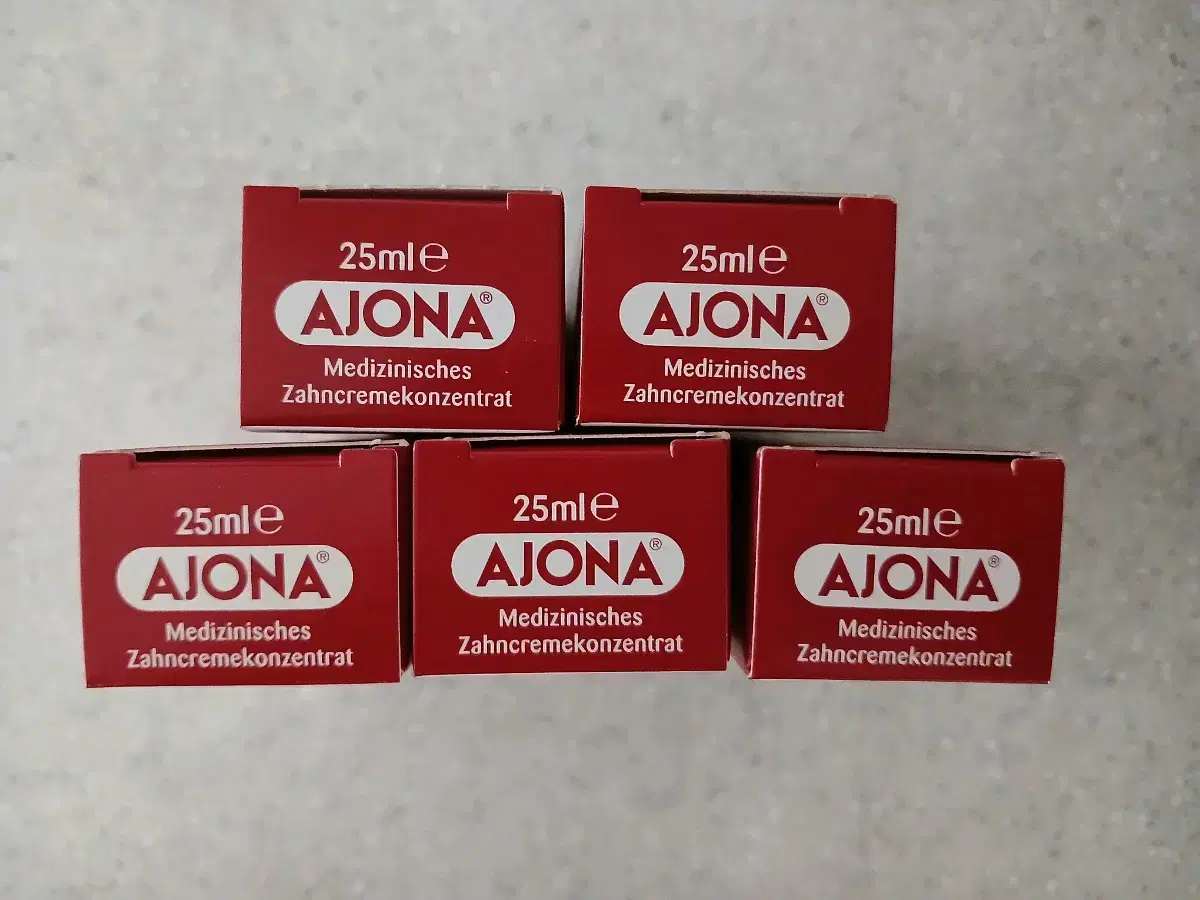 25ml ℮
AJONA®
Medizinisches
Zahncremekonzentrat
25ml ℮
AJONA®
Medizinisches
Zahncremekonzentrat
25ml ℮
AJONA®
Medizinisches
Zahncremekonzentrat
25ml ℮
AJONA®
Medizinisches
Zahncremekonzentrat
25ml ℮
AJONA®
Medizinisches
Zahncremekonzentrat